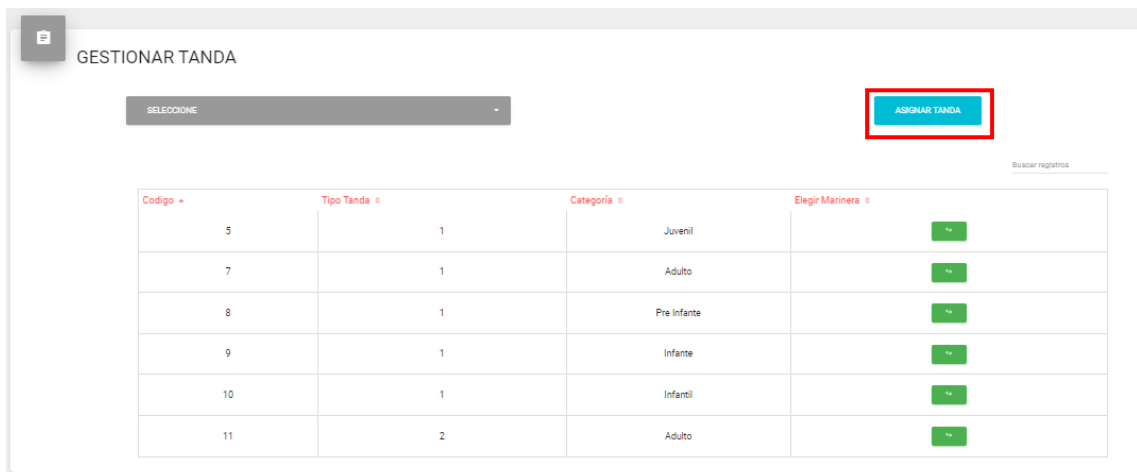 GESTIONAR TANDA
SELECCIONE
ASIGNAR TANDA
Buscar registros
Codigo Tipo Tanda Categoría Elegir Marinera
5 1 Juvenil
7 1 Adulto
8 1 Pre Infante
9 1 Infante
10 1 Infantil
11 2 Adulto